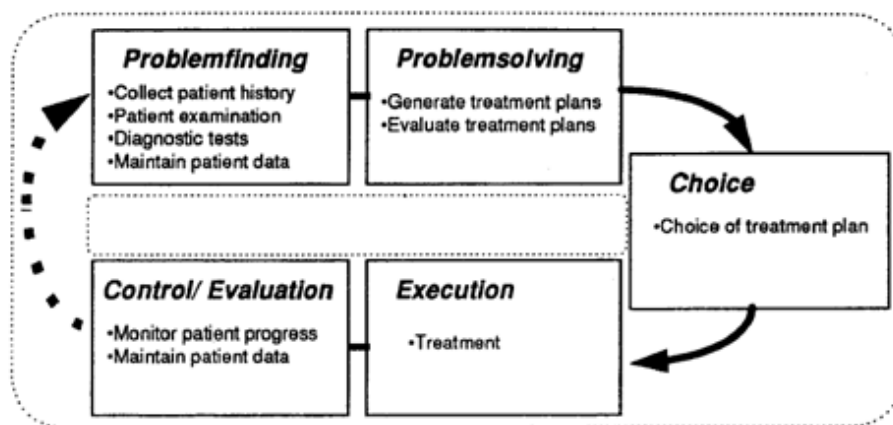 Problemfinding
•Collect patient history
•Patient examination
•Diagnostic tests
•Maintain patient data
Problemsolving
•Generate treatment plans
•Evaluate treatment plans
Choice
•Choice of treatment plan
Execution
•Treatment
Control/ Evaluation
•Monitor patient progress
•Maintain patient data